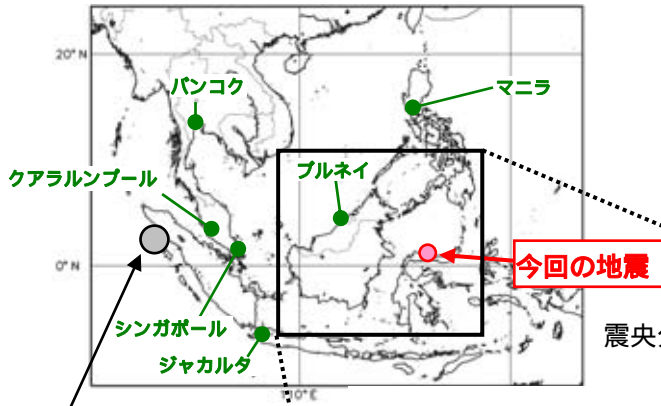 20°N
バンコク
マニラ
クアラルンプール
ブルネイ
0°N
今回の地震
シンガポール
ジャカルタ
震央
110°E